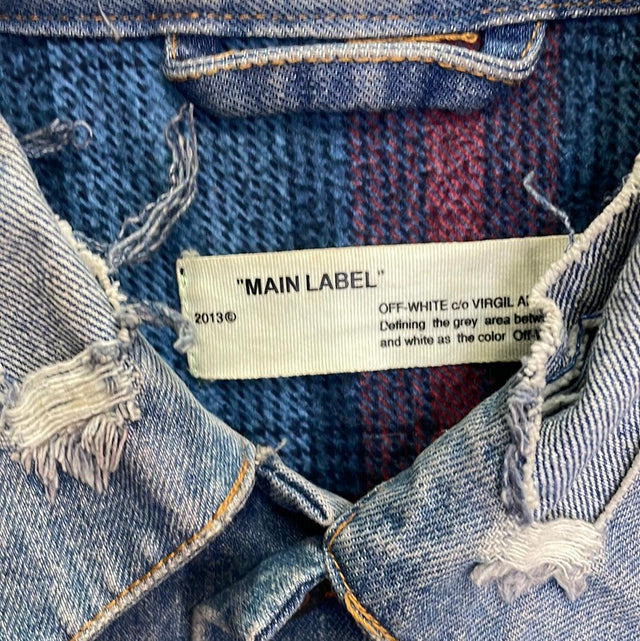 "MAIN LABEL"
2013©
OFF-WHITE c/o VIRGIL
Defining the grey area
and white as the color